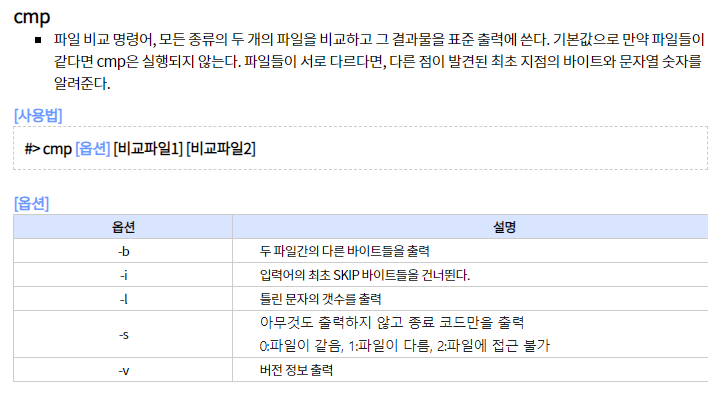 cmp
▪ 파일 비교 명령어, 모든 종류의 두 개의 파일을 비교하고 그 결과물을 표준 출력에 쓴다. 기본값으로 만약 파일들이
같다면 cmp은 실행되지 않는다. 파일들이 서로 다르다면, 다른 점이 발견된 최초 지점의 바이트와 문자열 숫자를
알려준다.
[사용법]
#> cmp [옵션] [비교파일1] [비교파일2]
[옵션]
옵션 설명
-b 두 파일간의 다른 바이트들을 출력
-i 입력어의 최초 SKIP 바이트들을 건너뛴다.
-l 틀린 문자의 갯수를 출력
-s 아무것도 출력하지 않고 종료 코드만을 출력
0:파일이 같음, 1:파일이 다름, 2:파일에 접근 불가
-v 버전 정보 출력